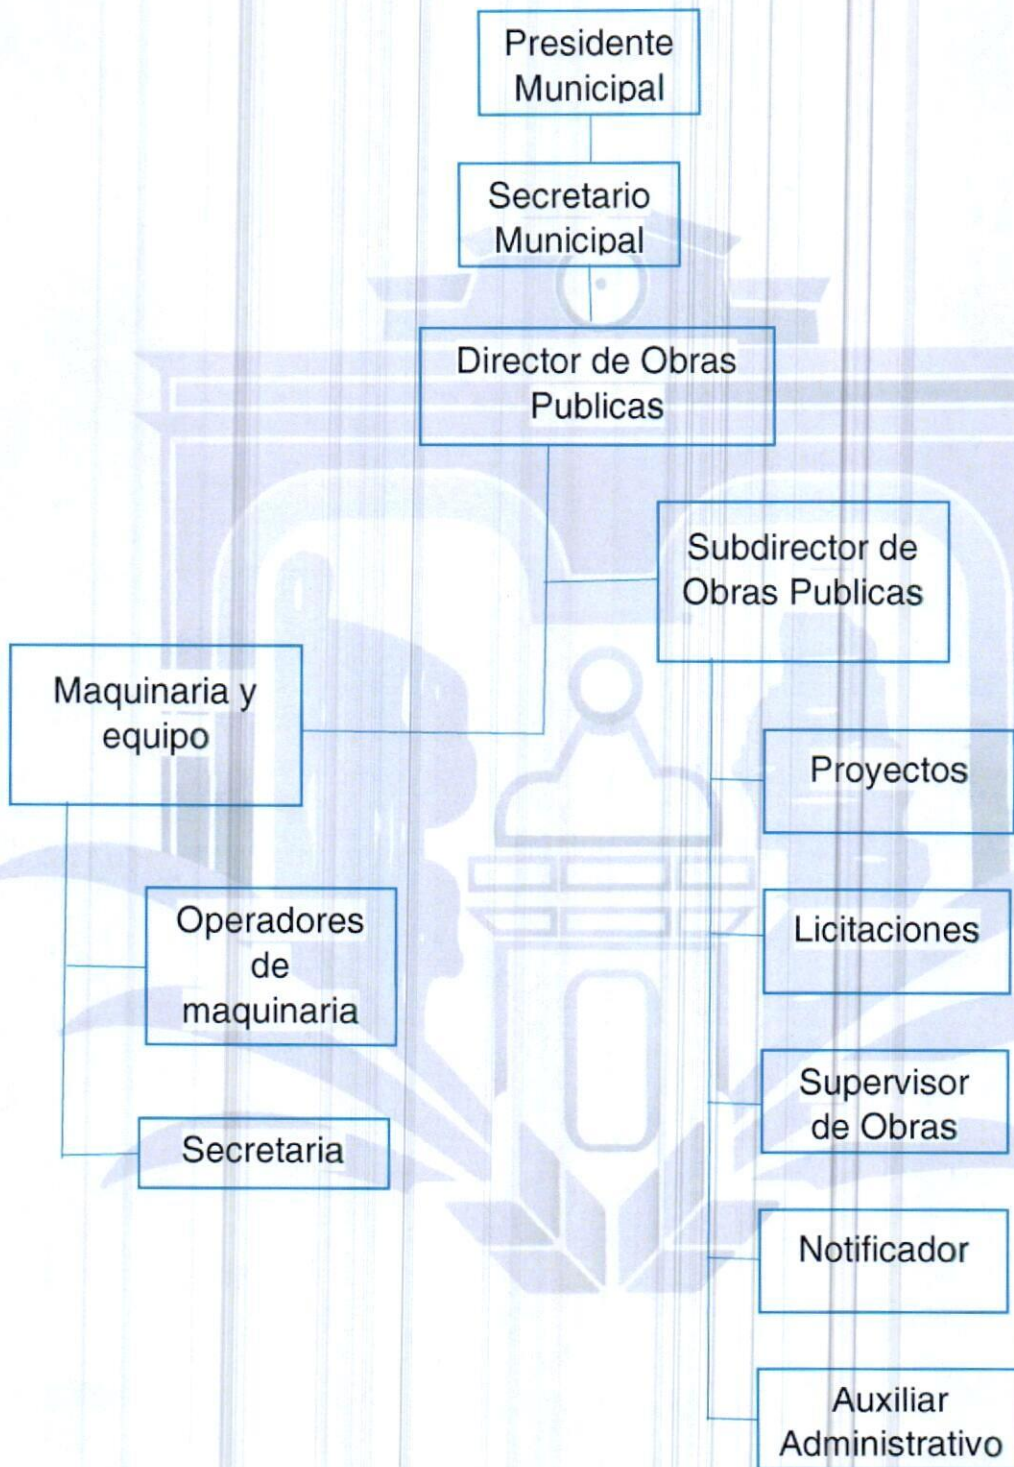 Presidente
Municipal
Secretario
Municipal
Director de Obras
Publicas
Subdirector de
Obras Publicas
Maquinaria y
equipo
Proyectos
Operadores
de
maquinaria
Licitaciones
Supervisor
de Obras
Secretaria
Notificador
Auxiliar
Administrativo